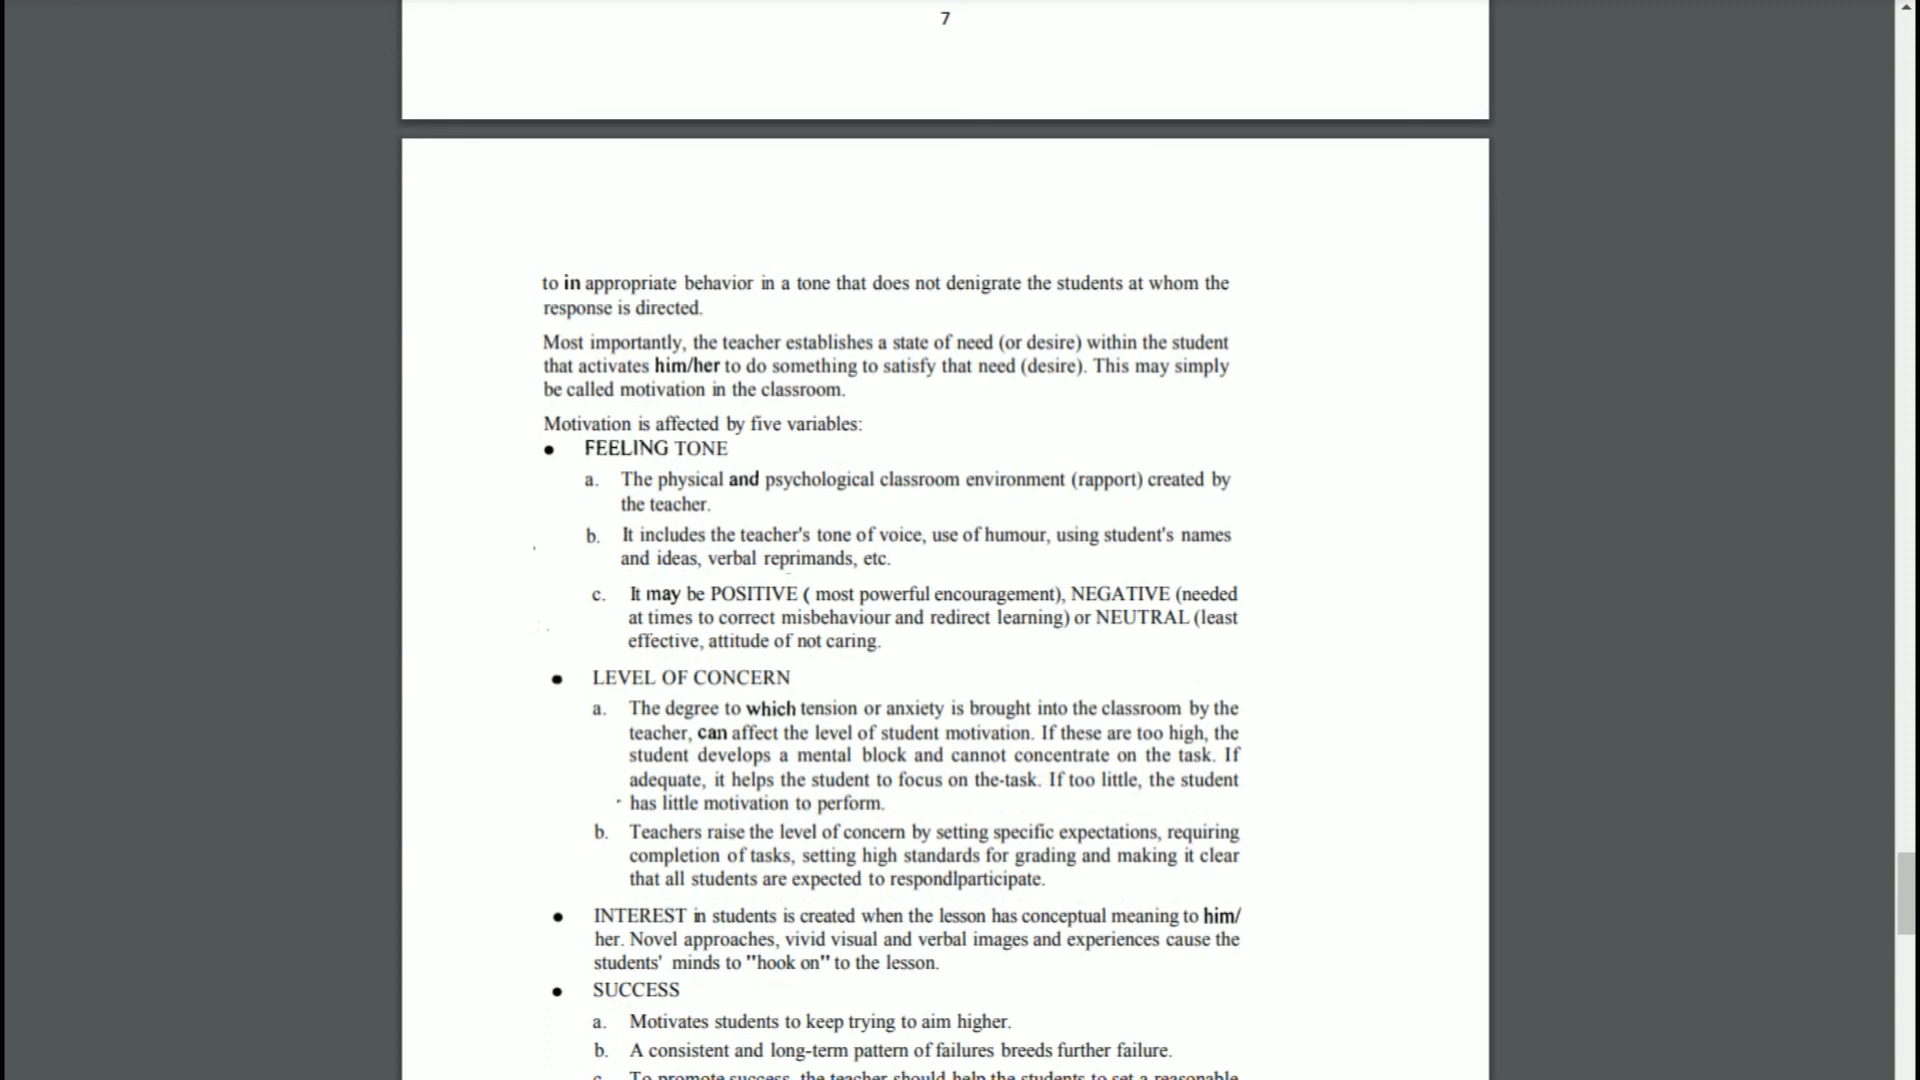 7
to in appropriate behavior in a tone that does not denigrate the students at whom the
response is directed.
Most importantly, the teacher establishes a state of need (or desire) within the student
that activates him/her to do something to satisfy that need (desire). This may simply
be called motivation in the classroom.
Motivation is affected by five variables:
• FEELING TONE
a. The physical and psychological classroom environment (rapport) created by
the teacher.
b. It includes the teacher's tone of voice, use of humour, using student's names
and ideas, verbal reprimands, etc.
c. It may be POSITIVE ( most powerful encouragement), NEGATIVE (needed
at times to correct misbehaviour and redirect learning) or NEUTRAL (least
effective, attitude of not caring.
• LEVEL OF CONCERN
a. The degree to which tension or anxiety is brought into the classroom by the
teacher, can affect the level of student motivation. If these are too high, the
student develops a mental block and cannot concentrate on the task. If
adequate, it helps the student to focus on the-task. If too little, the student
has little motivation to perform.
b. Teachers raise the level of concern by setting specific expectations, requiring
completion of tasks, setting high standards for grading and making it clear
that all students are expected to respondlparticipate.
• INTEREST in students is created when the lesson has conceptual meaning to him/
her. Novel approaches, vivid visual and verbal images and experiences cause the
students' minds to "hook on" to the lesson.
• SUCCESS
a. Motivates students to keep trying to aim higher.
b. A consistent and long-term pattern of failures breeds further failure.
c. To promote success, the teacher should help the students to set a reasonable